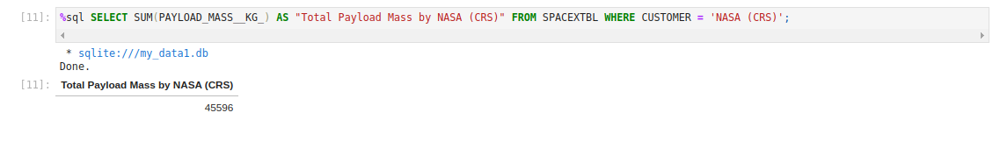 [11]: %sql SELECT SUM(PAYLOAD_MASS__KG_) AS "Total Payload Mass by NASA (CRS)" FROM SPACEXTBL WHERE CUSTOMER = 'NASA (CRS)';
* sqlite:///my_data1.db
Done.
[11]: Total Payload Mass by NASA (CRS)
45596